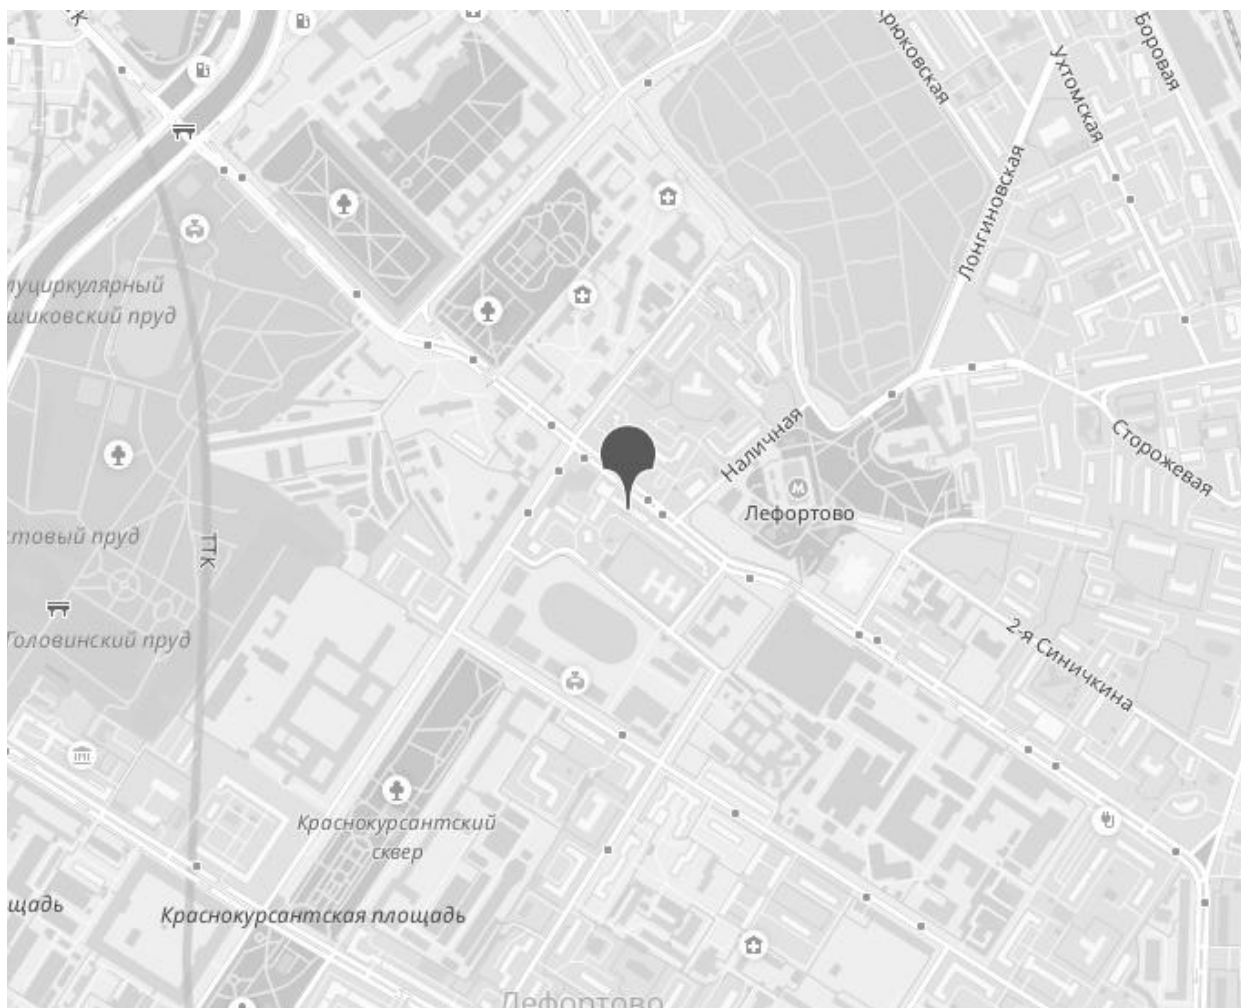 Крюковская
Ухтомская
Боровая
Лонгиновская
луциркулярный
шиковский пруд
Наличная
Сторожевая
Лефортово
стовый пруд
ТТК
Головинский пруд
2-я Синичкина
Краснокурсантский
сквер
щадь
Краснокурсантская площадь
Лефортово